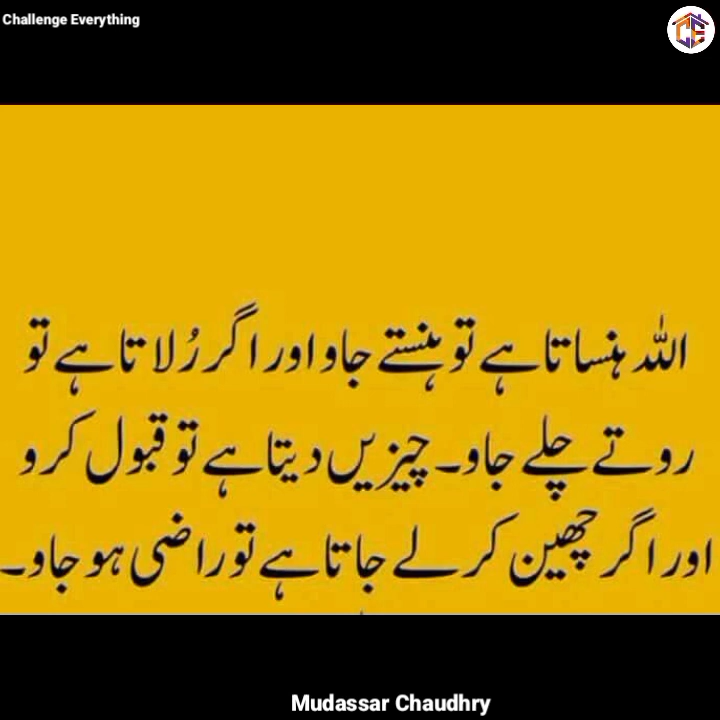 Challenge Everything
اللہ ہنساتا ہے تو ہنستے جاو اور اگر رُلاتا ہے تو
روتے چلے جاو۔ چیزیں دیتا ہے تو قبول کرو
اور اگر چھین کر لے جاتا ہے تو راضی ہو جاو۔
Mudassar Chaudhry